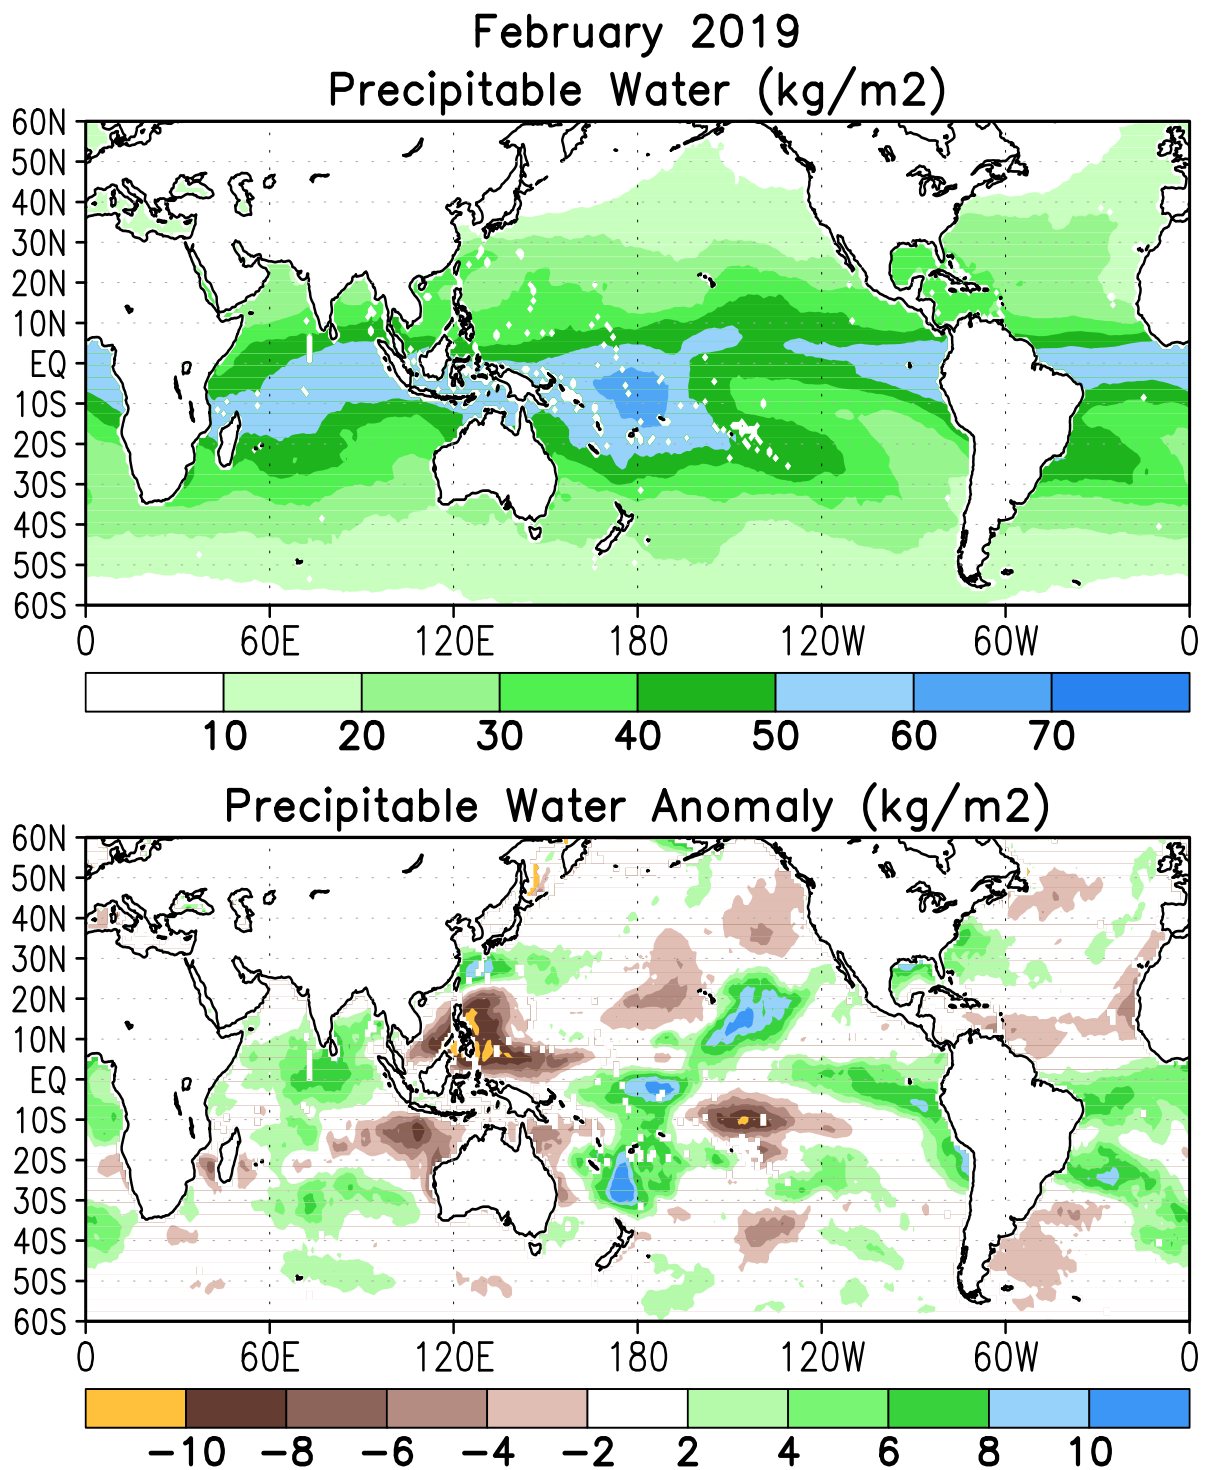 February 2019
Precipitable Water (kg/m2)
60N
50N
40N
30N
20N
10N
EQ
10S
20S
30S
40S
50S
60S
0 60E 120E 180 120W 60W 0
10 20 30 40 50 60 70
Precipitable Water Anomaly (kg/m2)
60N
50N
40N
30N
20N
10N
EQ
10S
20S
30S
40S
50S
60S
0 60E 120E 180 120W 60W 0
−10 −8 −6 −4 −2 2 4 6 8 10